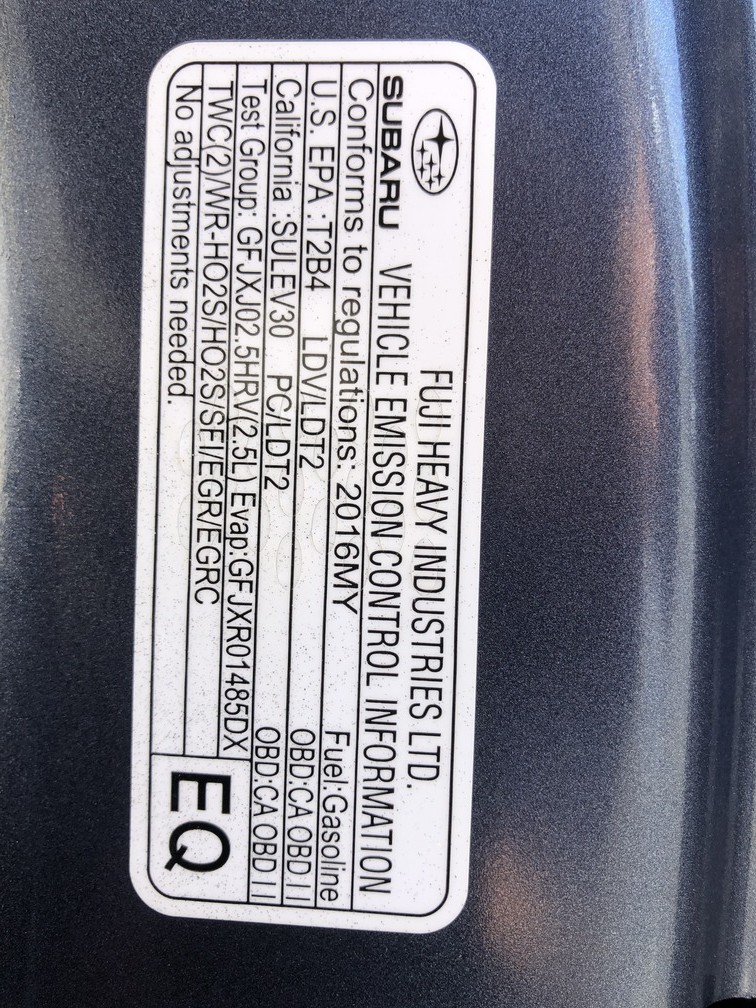 FUJI HEAVY INDUSTRIES LTD.
SUBARU VEHICLE EMISSION CONTROL INFORMATION
Conforms to regulations: 2016MY Fuel:Gasoline
U.S. EPA :T2B4 LDV/LDT2 OBD:CA OBD II
California :SULEV30 PC/LDT2 OBD:CA OBD II
Test Group: GFJXJ02.5HRV(2.5L) Evap:GFJXR01485DX
TWC(2)/WR-HO2S/HO2S/SFI/EGR/EGRC
No adjustments needed.
EQ